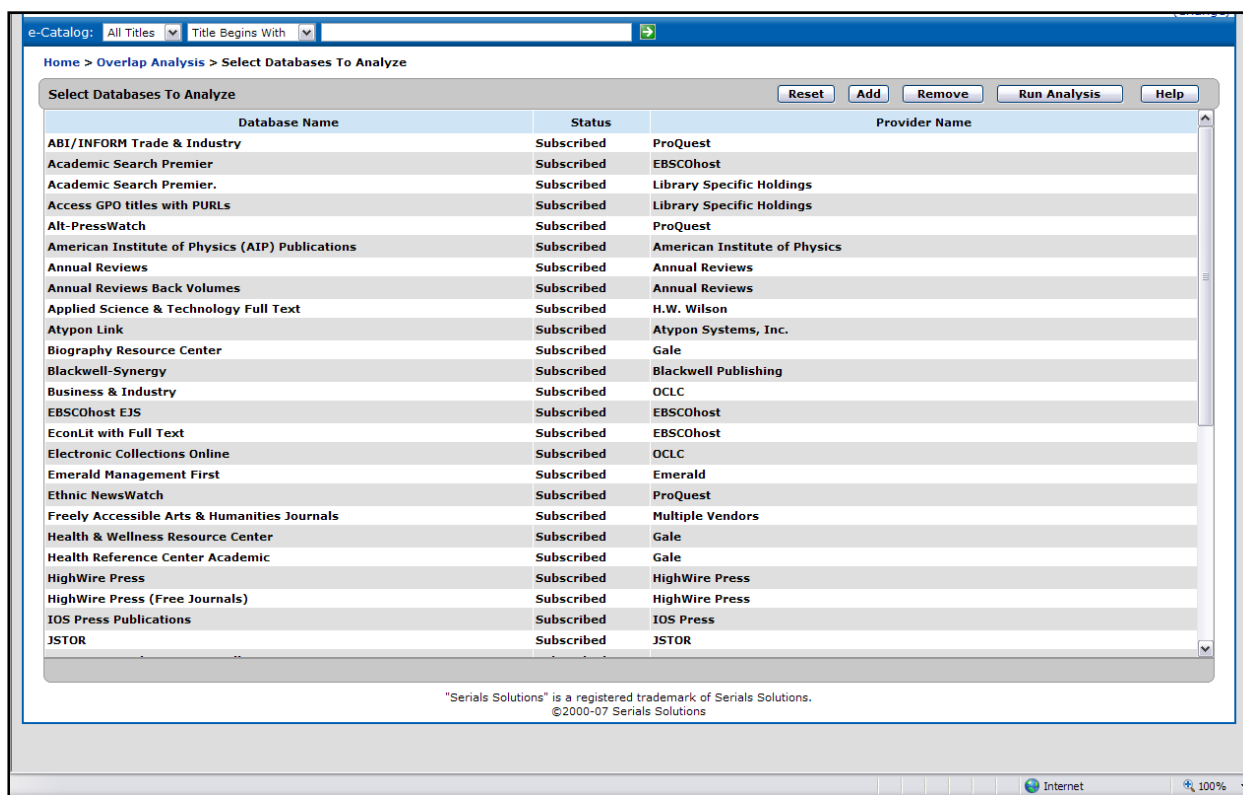 (Change)
e-Catalog: All Titles Title Begins With
Home > Overlap Analysis > Select Databases To Analyze
Select Databases To Analyze Reset Add Remove Run Analysis Help
Database Name Status Provider Name
ABI/INFORM Trade & Industry Subscribed ProQuest
Academic Search Premier Subscribed EBSCOhost
Academic Search Premier. Subscribed Library Specific Holdings
Access GPO titles with PURLs Subscribed Library Specific Holdings
Alt-PressWatch Subscribed ProQuest
American Institute of Physics (AIP) Publications Subscribed American Institute of Physics
Annual Reviews Subscribed Annual Reviews
Annual Reviews Back Volumes Subscribed Annual Reviews
Applied Science & Technology Full Text Subscribed H.W. Wilson
Atypon Link Subscribed Atypon Systems, Inc.
Biography Resource Center Subscribed Gale
Blackwell-Synergy Subscribed Blackwell Publishing
Business & Industry Subscribed OCLC
EBSCOhost EJS Subscribed EBSCOhost
EconLit with Full Text Subscribed EBSCOhost
Electronic Collections Online Subscribed OCLC
Emerald Management First Subscribed Emerald
Ethnic NewsWatch Subscribed ProQuest
Freely Accessible Arts & Humanities Journals Subscribed Multiple Vendors
Health & Wellness Resource Center Subscribed Gale
Health Reference Center Academic Subscribed Gale
HighWire Press Subscribed HighWire Press
HighWire Press (Free Journals) Subscribed HighWire Press
IOS Press Publications Subscribed IOS Press
JSTOR Subscribed JSTOR
"Serials Solutions" is a registered trademark of Serials Solutions.
©2000-07 Serials Solutions
Internet 100%